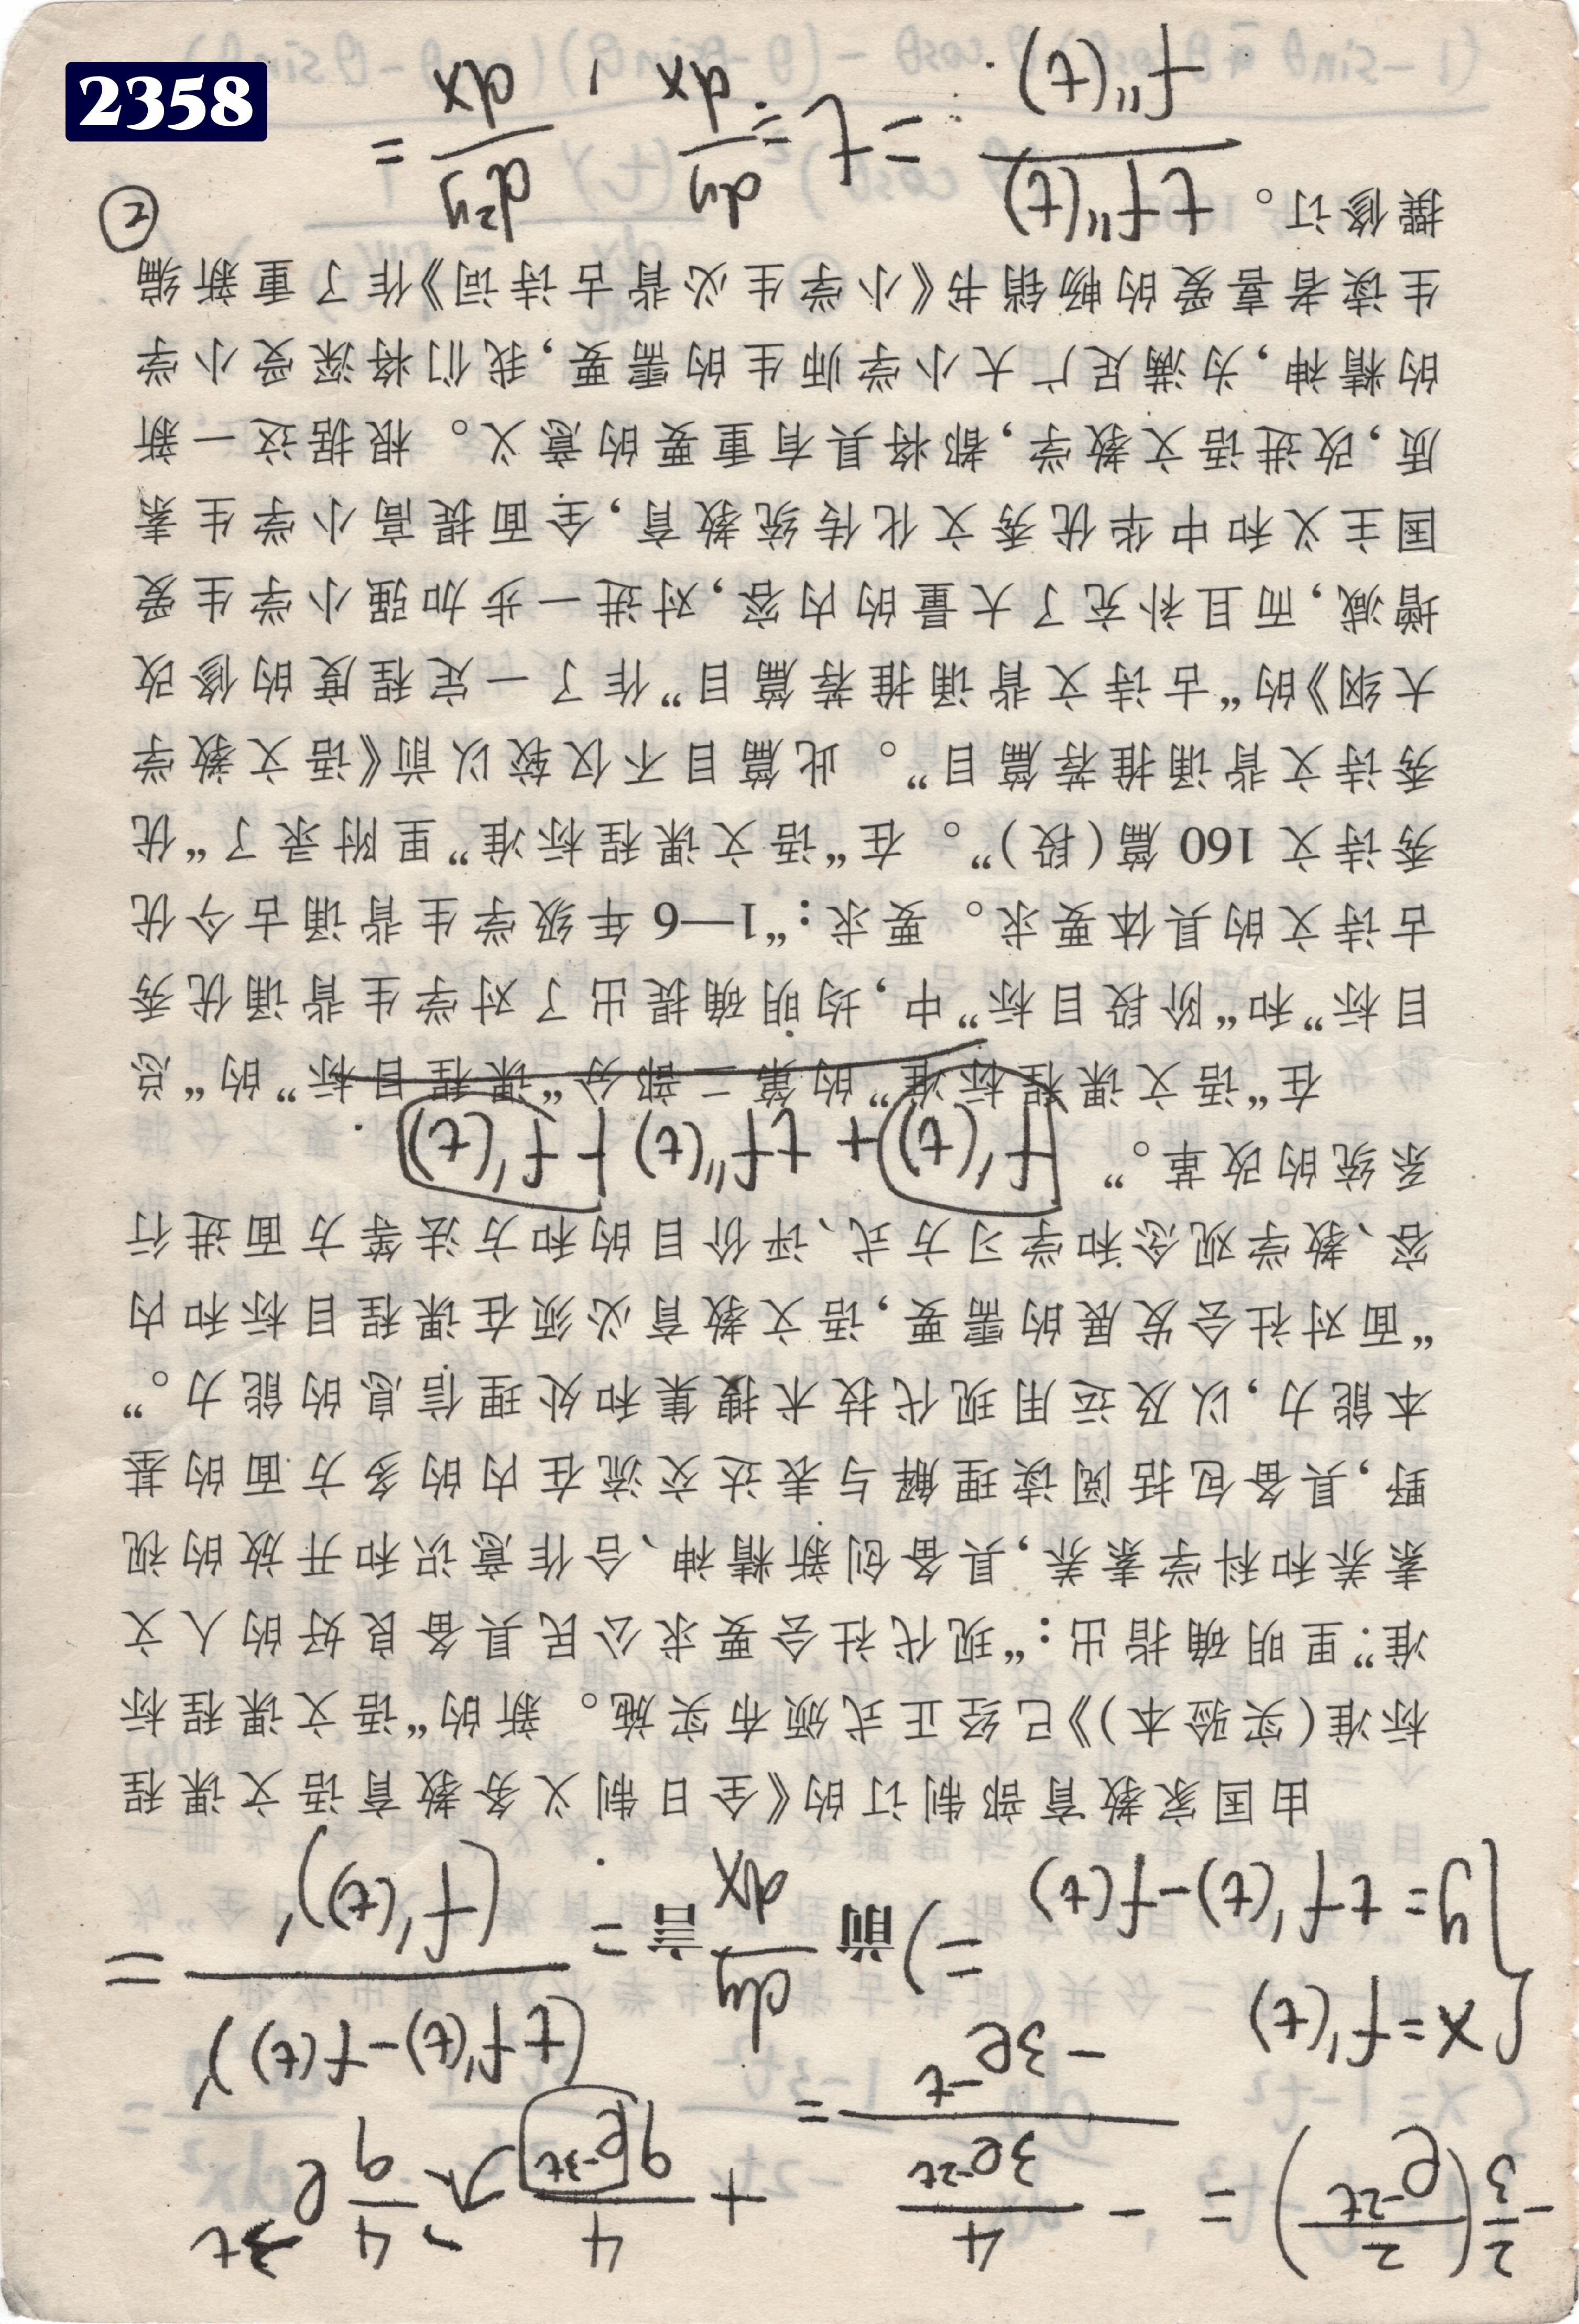 2358
-2/3(2/e^-2t) = - 4/3e^-2t / -3e^-t = + 4/9e^-3t 4/9 e^3t
{x=f'(t)
y=tf'(t)-f(t) => dy/dx = (tf'(t)-f(t))'/(f'(t))' =
前言
由国家教育部制订的《全日制义务教育语文课程
标准(实验本)》已经正式颁布实施。新的“语文课程标
准”里明确指出:“现代社会要求公民具备良好的人文
素养和科学素养,具备创新精神、合作意识和开放的视
野,具备包括阅读理解与表达交流在内的多方面的基
本能力,以及运用现代技术搜集和处理信息的能力。”
“面对社会发展的需要,语文教育必须在课程目标和内
容、教学观念和学习方式、评价目的和方法等方面进行
系统的改革。” f'(t)+tf''(t)-f'(t)
在“语文课程标准”的第一部分“课程目标”的“总
目标”和“阶段目标”中,均明确提出了对学生背诵优秀
古诗文的具体要求。要求:“1—6年级学生背诵古今优
秀诗文160篇(段)”。在“语文课程标准”里附录了“优
秀诗文背诵推荐篇目”。此篇目不仅较以前《语文教学
大纲》的“古诗文背诵推荐篇目”作了一定程度的修改
增减,而且补充了大量的内容,对进一步加强小学生爱
国主义和中华优秀文化传统教育,全面提高小学生素
质,改进语文教学,都将具有重要的意义。根据这一新
的精神,为满足广大小学师生的需要,我们将深受小学
生读者喜爱的畅销书《小学生必背古诗词》作了重新编
撰修订。
tf''(t)/f''(t) = t = dy/dx , d²y/dx =
②